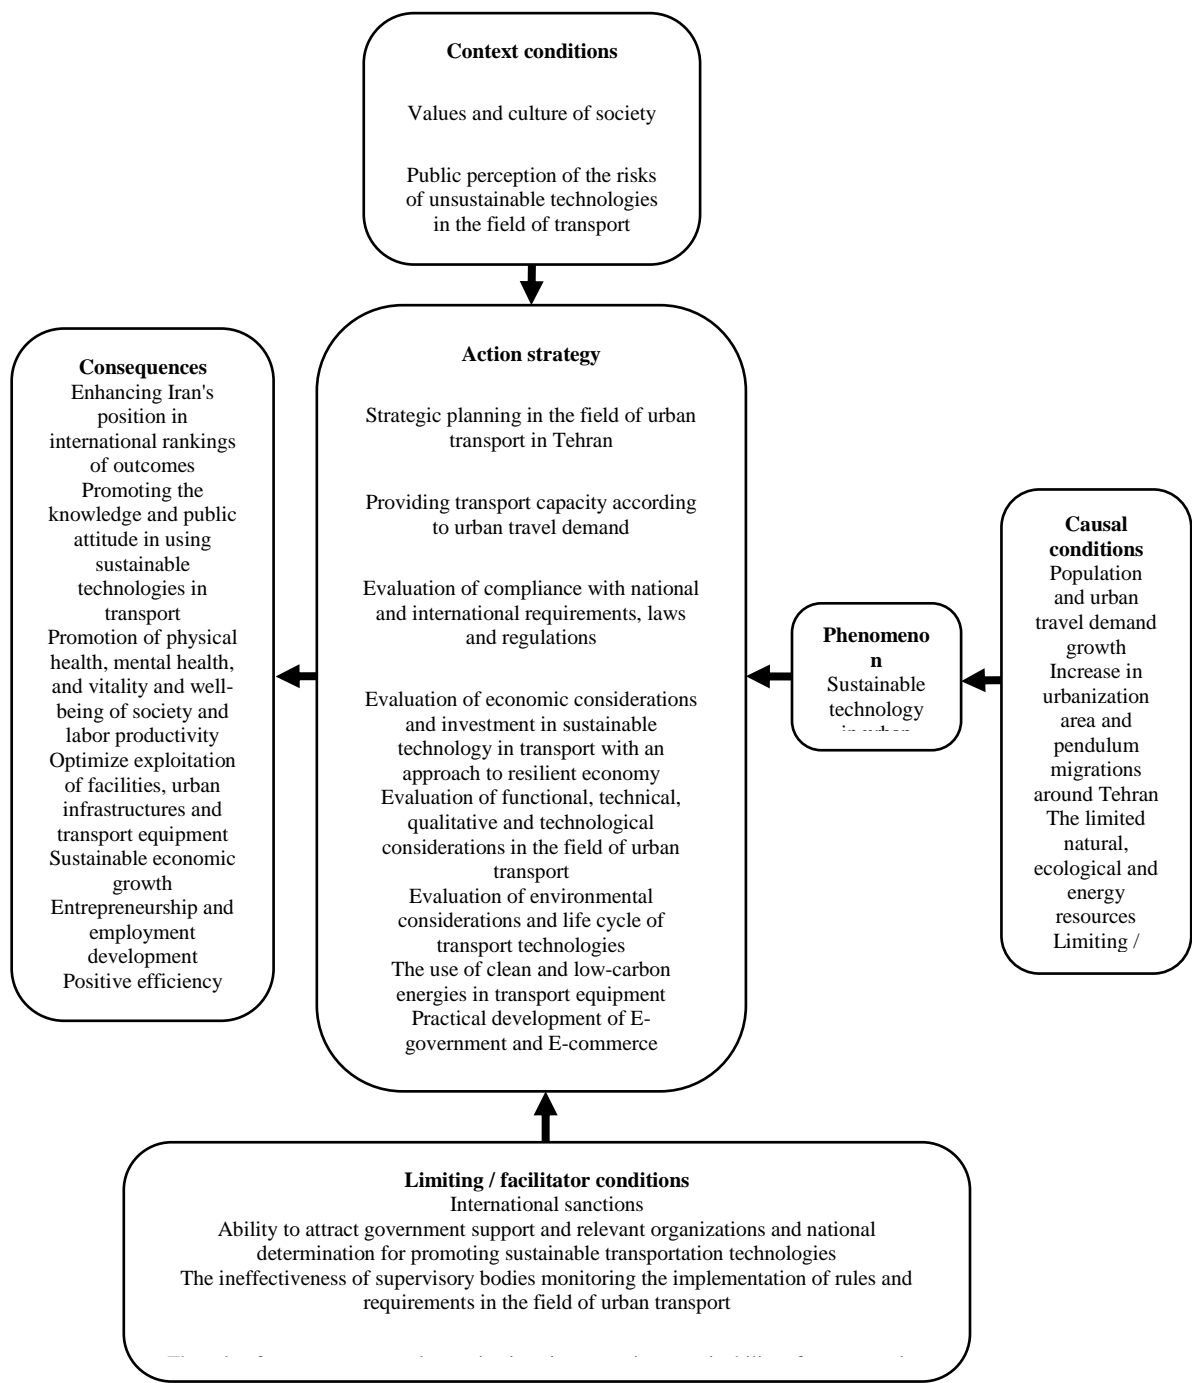 Context conditions
Values and culture of society
Public perception of the risks
of unsustainable technologies
in the field of transport
Action strategy
Strategic planning in the field of urban
transport in Tehran
Providing transport capacity according
to urban travel demand
Evaluation of compliance with national
and international requirements, laws
and regulations
Evaluation of economic considerations
and investment in sustainable
technology in transport with an
approach to resilient economy
Evaluation of functional, technical,
qualitative and technological
considerations in the field of urban
transport
Evaluation of environmental
considerations and life cycle of
transport technologies
The use of clean and low-carbon
energies in transport equipment
Practical development of E-
government and E-commerce
Consequences
Enhancing Iran's
position in
international rankings
of outcomes
Promoting the
knowledge and public
attitude in using
sustainable
technologies in
transport
Promotion of physical
health, mental health,
and vitality and well-
being of society and
labor productivity
Optimize exploitation
of facilities, urban
infrastructures and
transport equipment
Sustainable economic
growth
Entrepreneurship and
employment
development
Positive efficiency
Phenomeno
n
Sustainable
technology
in urban
Causal
conditions
Population
and urban
travel demand
growth
Increase in
urbanization
area and
pendulum
migrations
around Tehran
The limited
natural,
ecological and
energy
resources
Limiting /
Limiting / facilitator conditions
International sanctions
Ability to attract government support and relevant organizations and national
determination for promoting sustainable transportation technologies
The ineffectiveness of supervisory bodies monitoring the implementation of rules and
requirements in the field of urban transport